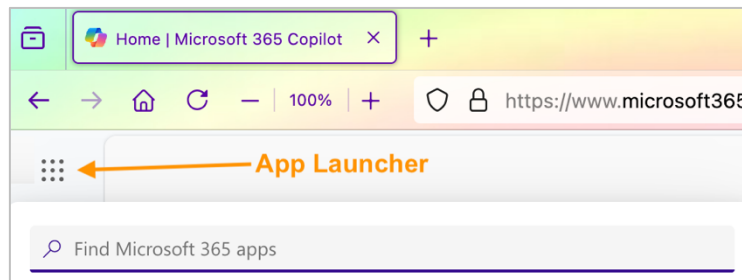 Home | Microsoft 365 Copilot
100%
https://www.microsoft365
App Launcher
Find Microsoft 365 apps